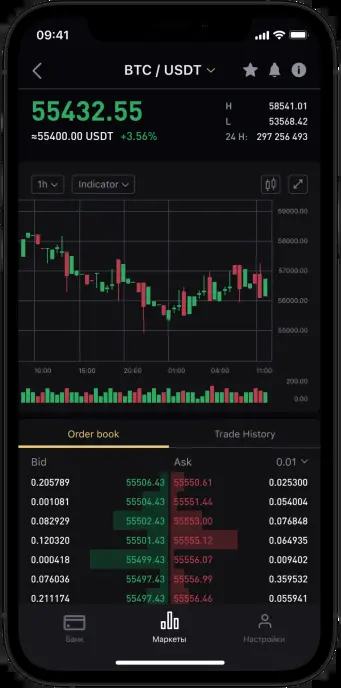 09:41
BTC / USDT
55432.55
≈55400.00 USDT +3.56%
H 58541.01
L 53568.42
24 H: 297 256 493
1h Indicator
59000.00
58000.00
57000.00
56000.00
55000.00
10:00 15:00 20:00 01:00 04:00 11:00
200.00
0.00
Order book Trade History
Bid Ask 0.01
0.205789 55506.43 55550.61 0.025300
0.001081 55504.43 55551.44 0.054004
0.082929 55502.43 55553.00 0.076848
0.120320 55501.43 55555.12 0.064935
0.000418 55499.43 55556.07 0.009402
0.076036 55497.43 55556.99 0.359532
0.211174 55497.43 55556.46 0.055941
Банк Маркеты Настройки